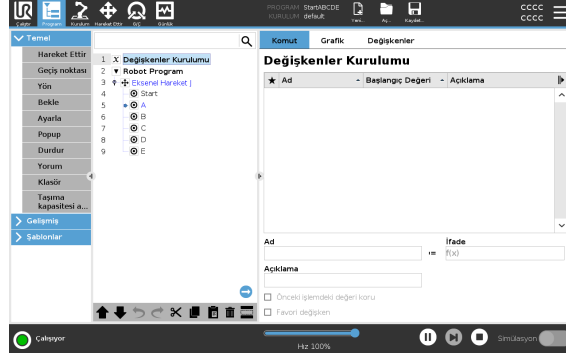 PROGRAM StartABCDE
KURULUM default
Çalıştır Program Kurulum Hareket Ettir G/Ç Günlük
Yeni... Aç... Kaydet...
CCCC
CCCC
Temel
Hareket Ettir
Geçiş noktası
Yön
Bekle
Ayarla
Popup
Durdur
Yorum
Klasör
Taşıma
kapasitesi a...
Gelişmiş
Şablonlar
1 X Değişkenler Kurulumu
2 Robot Program
3 Eksenel Hareket J
4 Start
5 A
6 B
7 C
8 D
9 E
Komut Grafik Değişkenler
Değişkenler Kurulumu
Ad Başlangıç Değeri Açıklama
Ad İfade
:= f(x)
Açıklama
Önceki işlemdeki değeri koru
Favori değişken
Çalışıyor
Hız 100%
Simülasyon